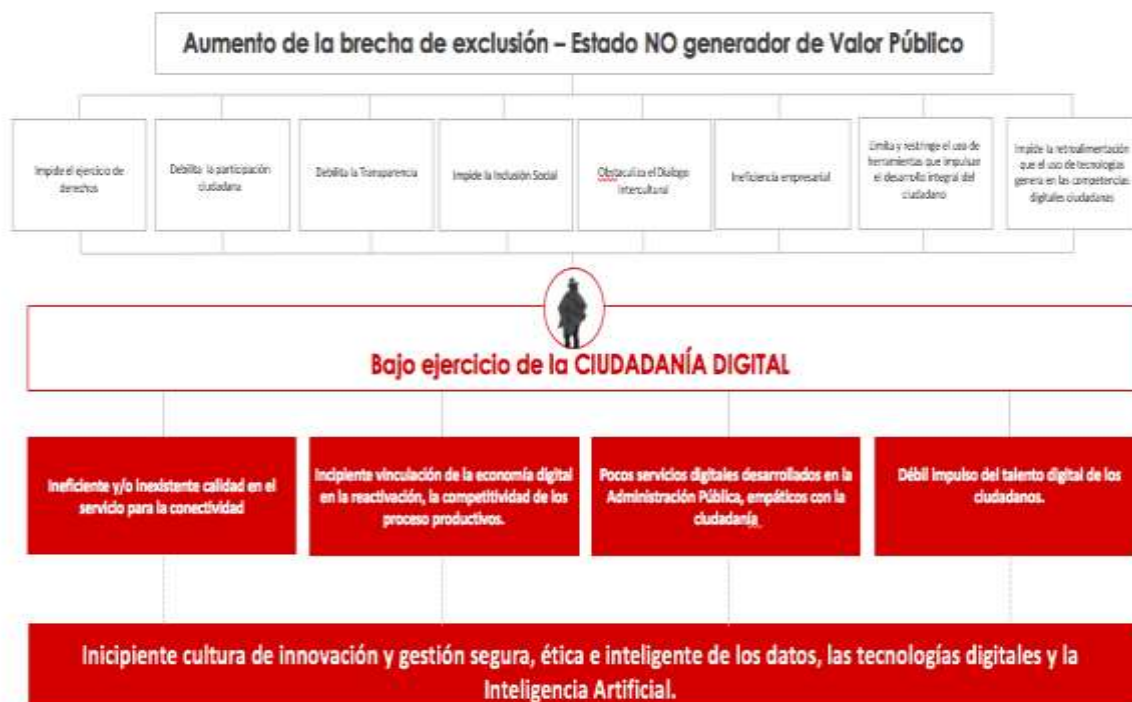 Aumento de la brecha de exclusión – Estado NO generador de Valor Público
Impide el ejercicio de
derechos
Debilita la participación
ciudadana
Debilita la Transparencia
Impide la Inclusión Social
Obstacaliza el Dialogo
Intercultural
Ineficiencia empresarial
Limita y restringe el uso de
herramientas que impulsan
el desarrollo integral del
ciudadano
Impide la retroalimentación
que el uso de tecnologías
genera en las competencias
digitales ciudadanas
Bajo ejercicio de la CIUDADANÍA DIGITAL
Ineficiente y/o inexistente calidad en el
servicio para la conectividad
Incipiente vinculación de la economía digital
en la reactivación, la competitividad de los
proceso productivos.
Pocos servicios digitales desarrollados en la
Administración Pública, empáticos con la
ciudadanía
Débil impulso del talento digital de los
ciudadanos.
Inicipiente cultura de innovación y gestión segura, ética e inteligente de los datos, las tecnologías digitales y la
Inteligencia Artificial.